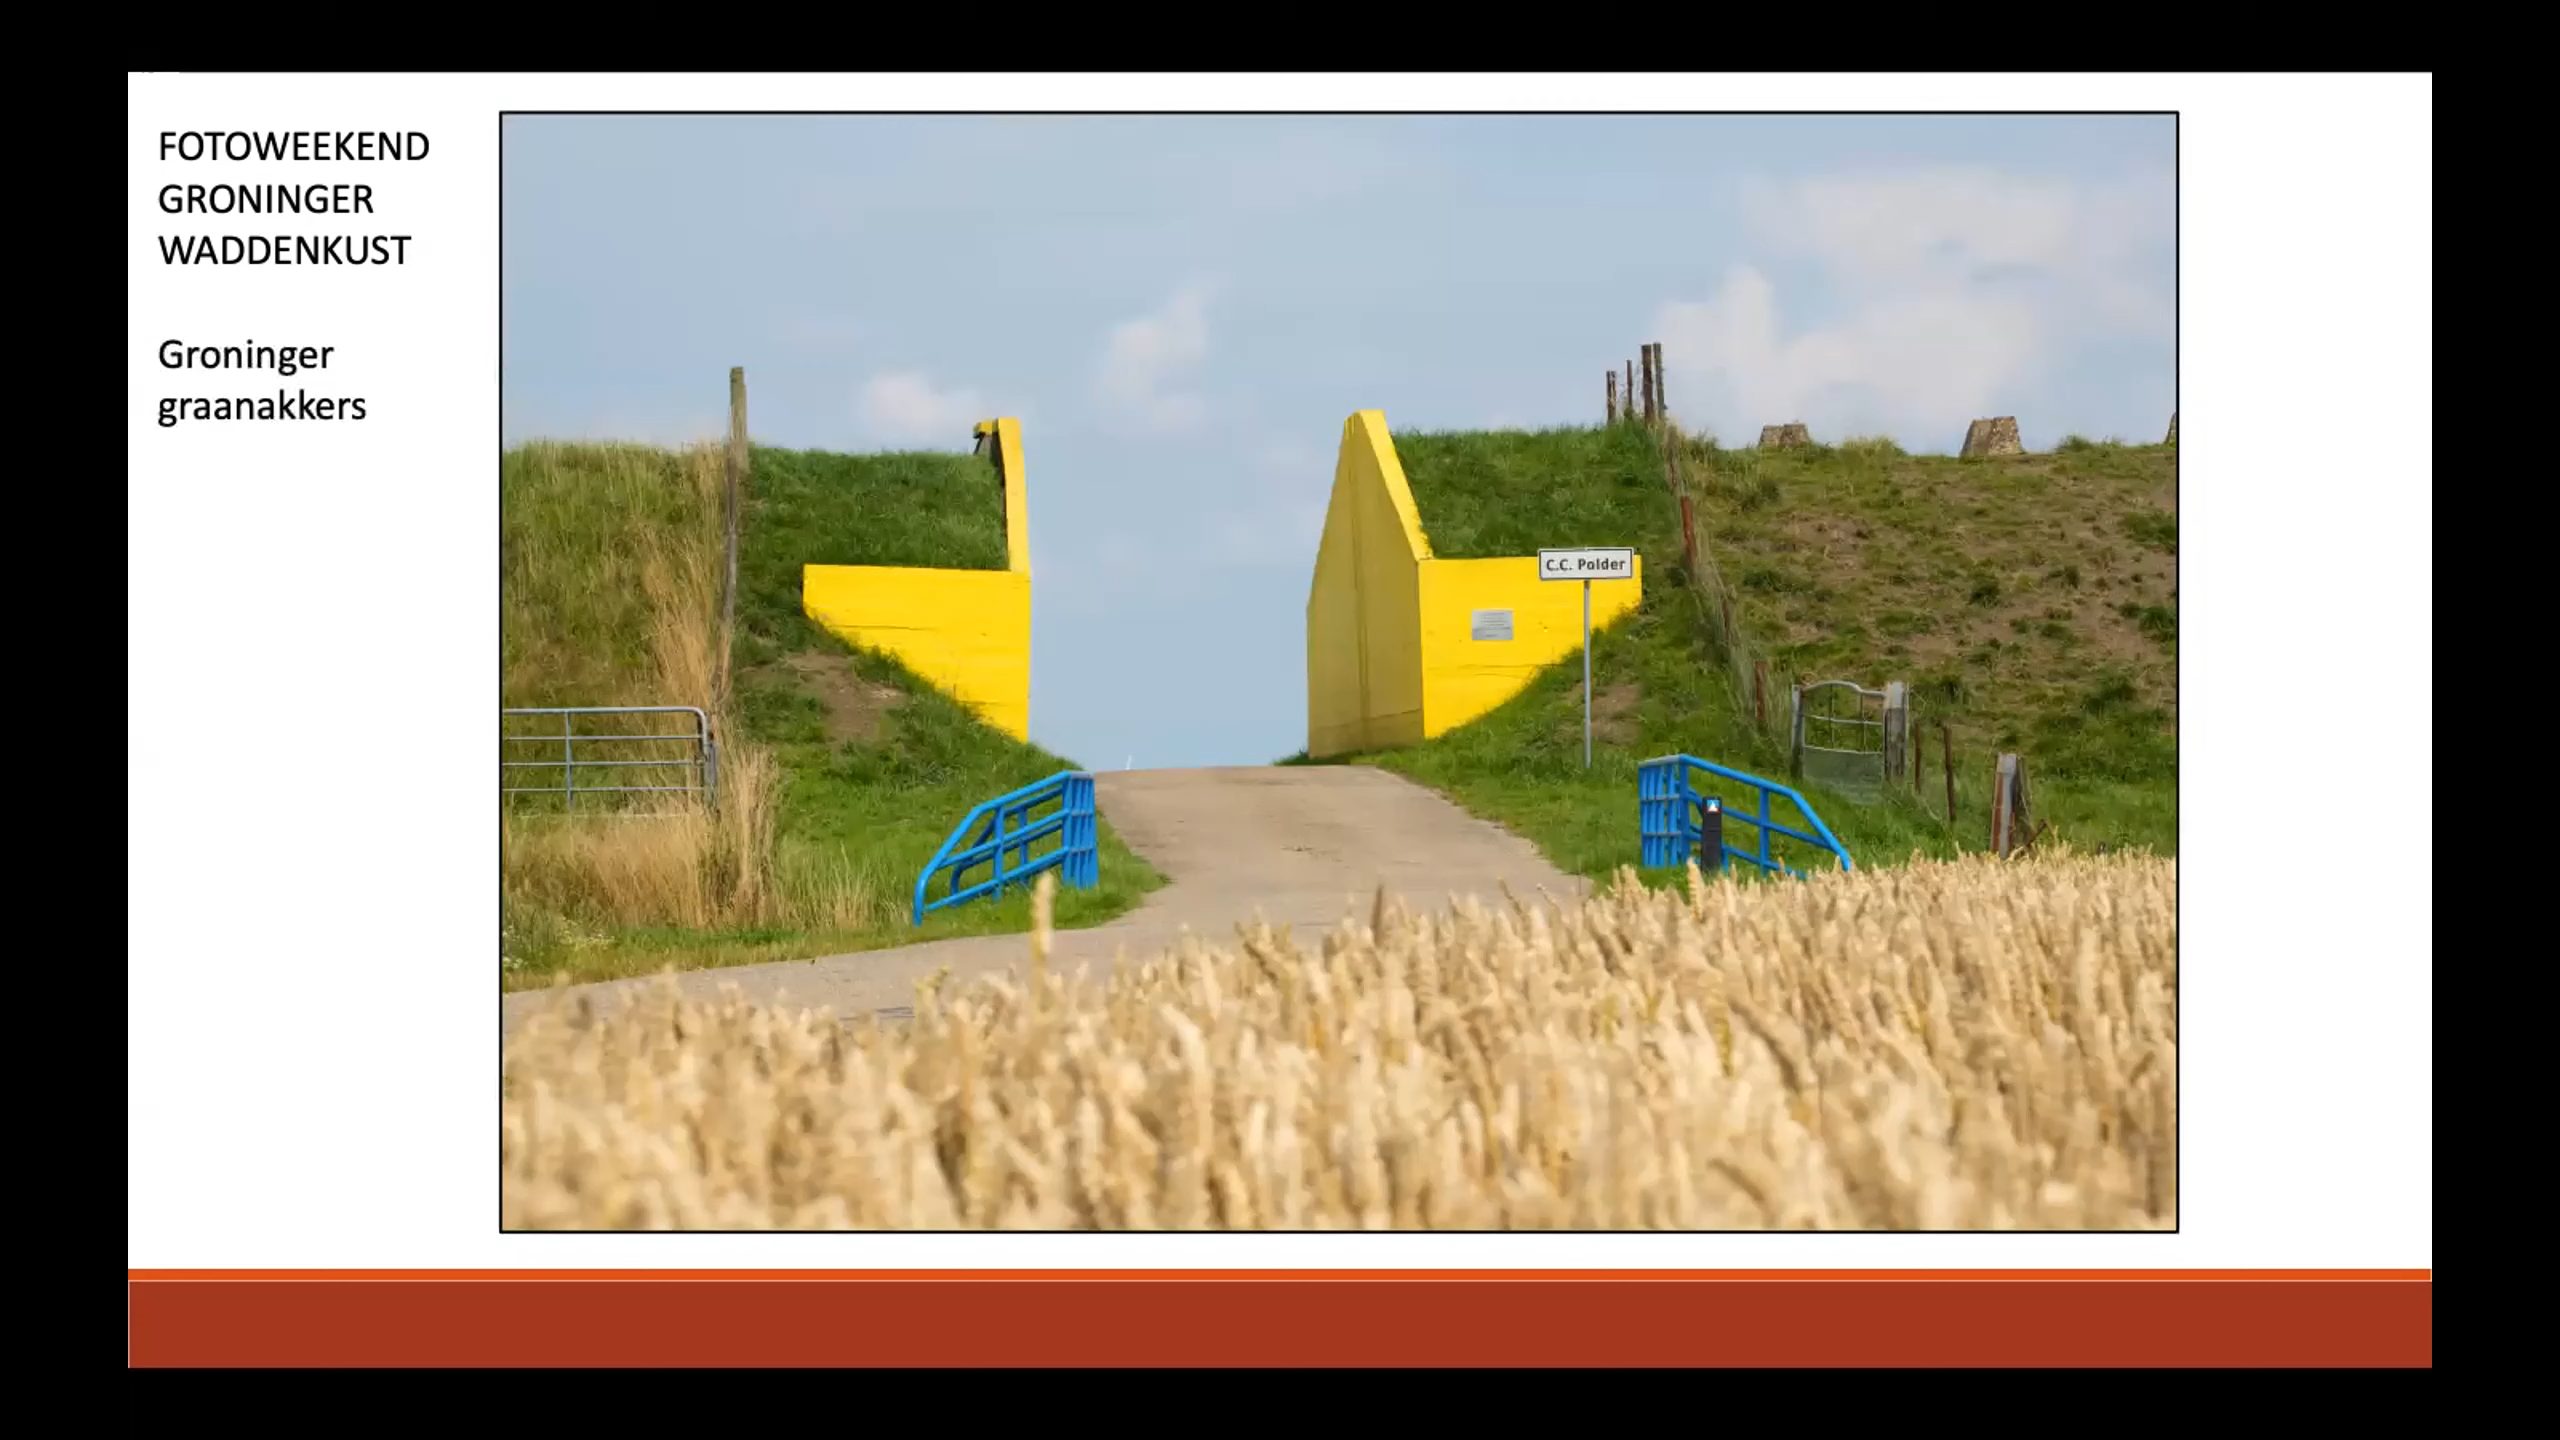 FOTOWEEKEND
GRONINGER
WADDENKUST
Groninger
graanakkers
C.C. Polder